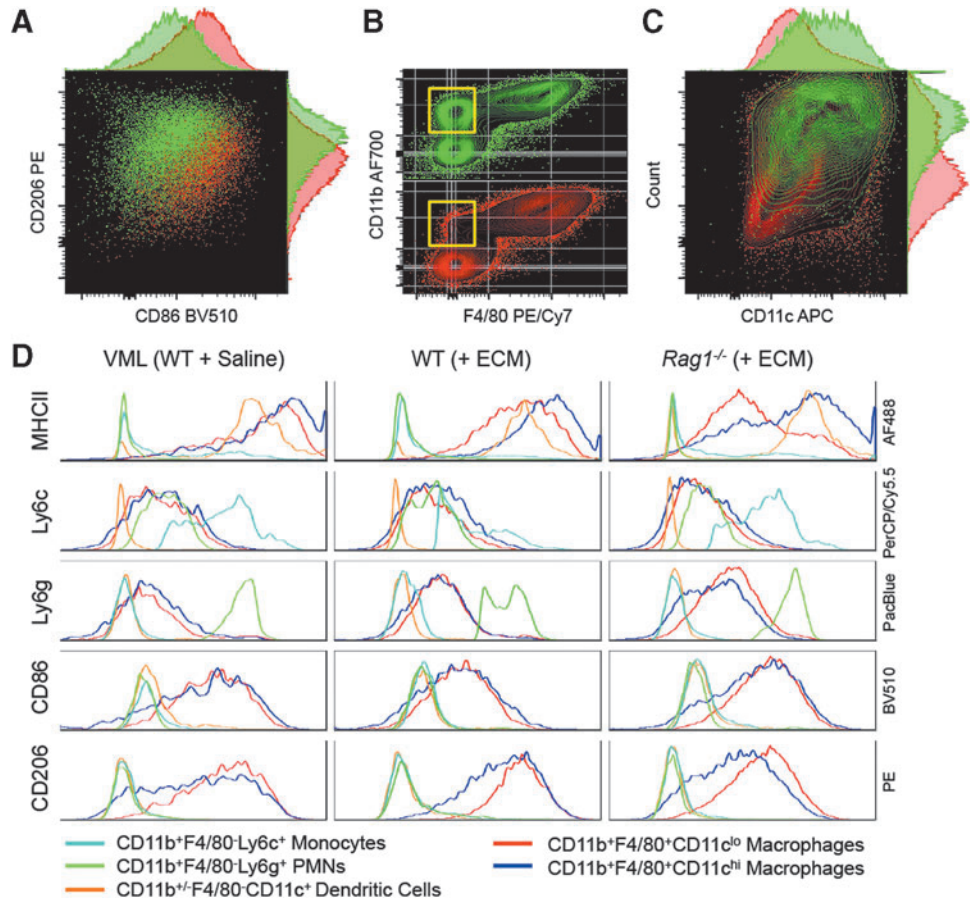 A
B
C
CD206 PE
CD86 BV510
CD11b AF700
F4/80 PE/Cy7
Count
CD11c APC
D
VML (WT + Saline)
WT (+ ECM)
Rag1-/- (+ ECM)
MHCII
AF488
Ly6c
PerCP/Cy5.5
Ly6g
PacBlue
CD86
BV510
CD206
PE
CD11b+F4/80-Ly6c+ Monocytes
CD11b+F4/80-Ly6g+ PMNs
CD11b+/-F4/80-CD11c+ Dendritic Cells
CD11b+F4/80+CD11clo Macrophages
CD11b+F4/80+CD11chi Macrophages